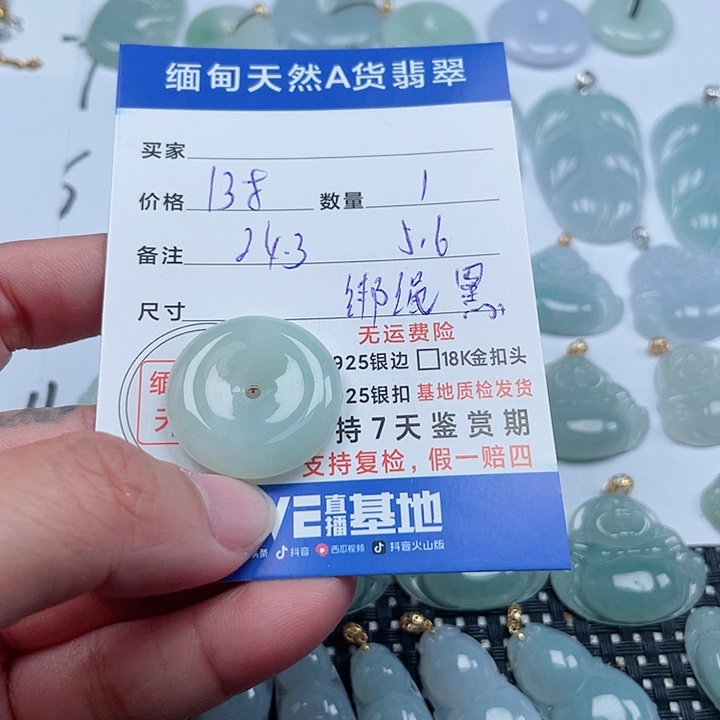 缅甸天然A货翡翠
买家
价格 138 数量 1
备注 24.3 5.6
尺寸 绑绳 黑
无运费险
925银边 □18K金扣头
25银扣 基地质检发货
持7天鉴赏期
支持复检，假一赔四
VE直播基地
头条 抖音 西瓜视频 抖音火山版